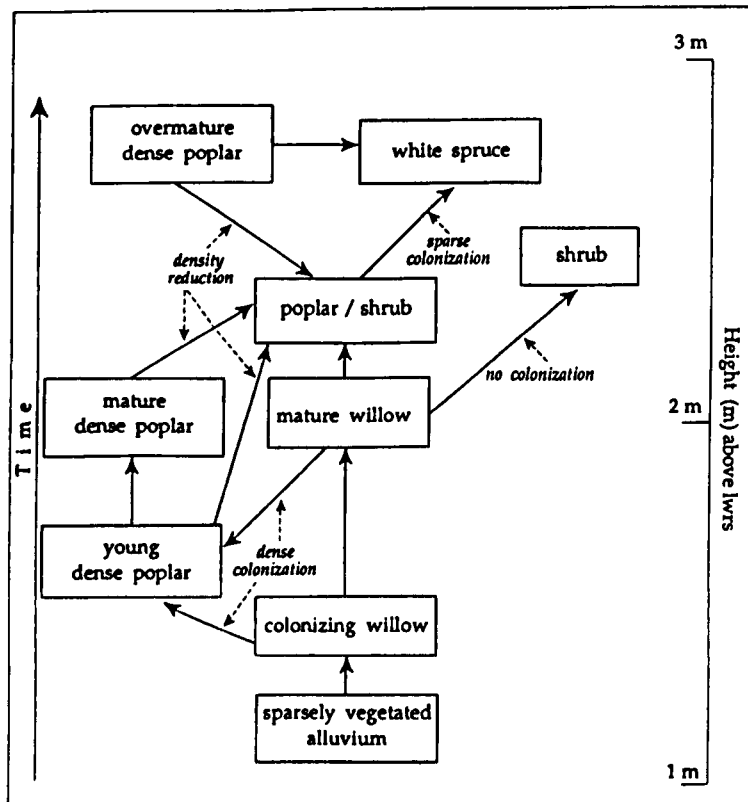 3 m
overmature
dense poplar
white spruce
sparse
colonization
density
reduction
shrub
poplar / shrub
no colonization
mature
dense poplar
mature willow
2 m
Time
Height (m) above lwrs
young
dense poplar
dense
colonization
colonizing willow
sparsely vegetated
alluvium
1 m